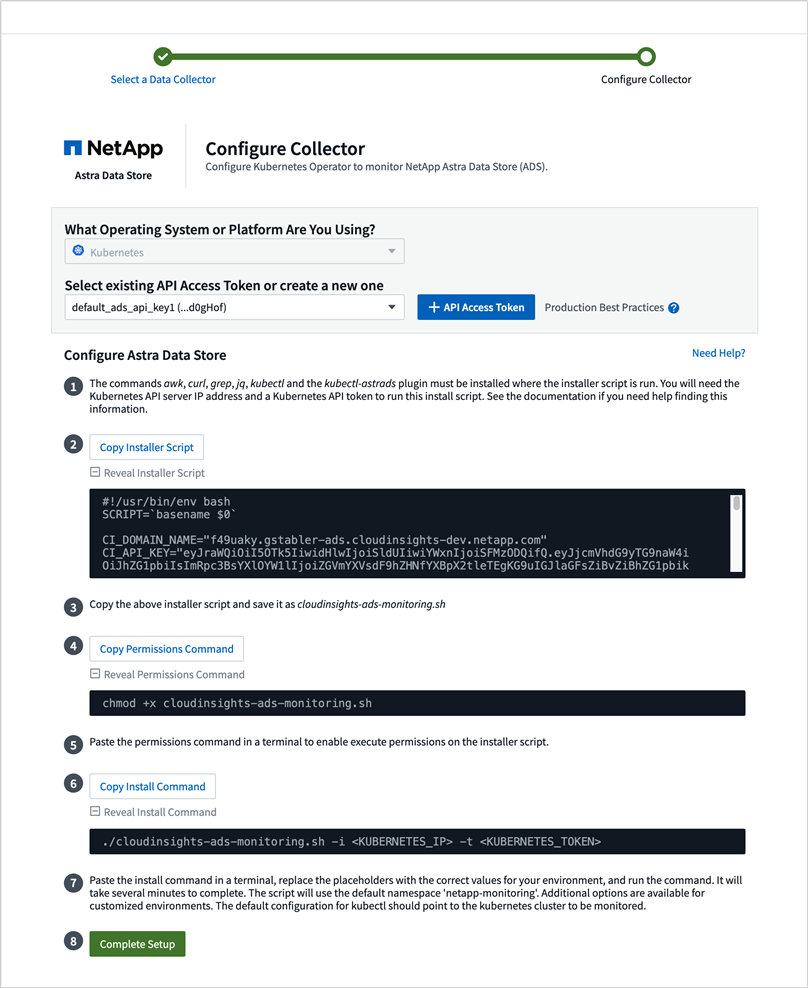 Select a Data Collector
Configure Collector
NetApp
Astra Data Store
Configure Collector
Configure Kubernetes Operator to monitor NetApp Astra Data Store (ADS).
What Operating System or Platform Are You Using?
Kubernetes
Select existing API Access Token or create a new one
default_ads_api_key1 (...d0gHof)
+ API Access Token
Production Best Practices ?
Configure Astra Data Store
Need Help?
1 The commands awk, curl, grep, jq, kubectl and the kubectl-astrads plugin must be installed where the installer script is run. You will need the
Kubernetes API server IP address and a Kubernetes API token to run this install script. See the documentation if you need help finding this
information.
2 Copy Installer Script
Reveal Installer Script
#!/usr/bin/env bash
SCRIPT=`basename $0`
CI_DOMAIN_NAME="f49uaky.gstabler-ads.cloudinsights-dev.netapp.com"
CI_API_KEY="eyJraWQiOiI5OTk5IiwidHlwIjoiSldUIiwiYWxnIjoiSFMzODQifQ.eyJjcmVhdG9yTG9naW4i
OiJhZG1pbiIsImRpc3BsYXlOYW1lIjoiZGVmYXVsdF9hZHNfYXBpX2tleTEgKG9uIGJlaGFsZiBvZiBhZG1pbik
3 Copy the above installer script and save it as cloudinsights-ads-monitoring.sh
4 Copy Permissions Command
Reveal Permissions Command
chmod +x cloudinsights-ads-monitoring.sh
5 Paste the permissions command in a terminal to enable execute permissions on the installer script.
6 Copy Install Command
Reveal Install Command
./cloudinsights-ads-monitoring.sh -i <KUBERNETES_IP> -t <KUBERNETES_TOKEN>
7 Paste the install command in a terminal, replace the placeholders with the correct values for your environment, and run the command. It will
take several minutes to complete. The script will use the default namespace 'netapp-monitoring'. Additional options are available for
customized environments. The default configuration for kubectl should point to the kubernetes cluster to be monitored.
8 Complete Setup